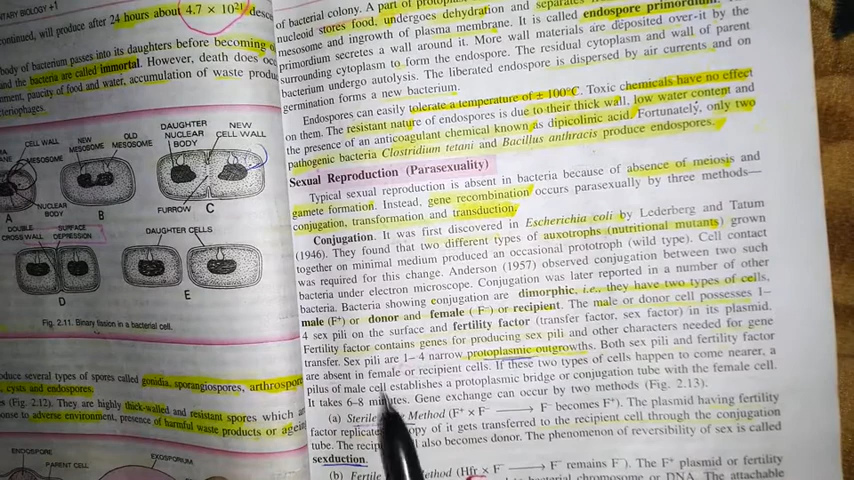 NTARY BIOLOGY +1
continued, will produce after 24 hours about 4.7 × 10²¹ desce
body of bacterium passes into its daughters before becoming
and the bacteria are called immortal. However, death does oc
nment, paucity of food and water, accumulation of waste produ
teriophages.
CELL WALL
MESOSOME
NEW MESOSOME
OLD MESOSOME
DAUGHTER NUCLEAR BODY
NEW CELL WALL
NUCLEAR BODY
FURROW
A
B
C
DOUBLE CROSS WALL
SURFACE DEPRESSION
DAUGHTER CELLS
D
E
Fig. 2.11. Binary fission in a bacterial cell.
oduce several types of spores called gonidia, sporangiospores, arthrospor
, cysts and endospores.
s (Fig. 2.12). They are highly thick-walled and resistant spores which a
onse to adverse environment, presence of harmful waste products or agein
ENDOSPORE
PARENT CELL
EXOSPORIUM
of bacterial colony. A part of protop
nucleoid stores food, undergoes dehydration and separates
mesosome and ingrowth of plasma membrane. It is called endospore primordium.
primordium secretes a wall around it. More wall materials are deposited over-it by the
surrounding cytoplasm to form the endospore. The residual cytoplasm and wall of parent
bacterium undergo autolysis. The liberated endospore is dispersed by air currents and on
germination forms a new bacterium.
Endospores can easily tolerate a temperature of ± 100°C. Toxic chemicals have no effect
on them. The resistant nature of endospores is due to their thick wall, low water content and
the presence of an anticoagulant chemical known as dipicolinic acid. Fortunately, only two
pathogenic bacteria Clostridium tetani and Bacillus anthracis produce endospores.
Sexual Reproduction (Parasexuality)
Typical sexual reproduction is absent in bacteria because of absence of meiosis and
gamete formation. Instead, gene recombination occurs parasexually by three methods—
conjugation, transformation and transduction.
Conjugation. It was first discovered in Escherichia coli by Lederberg and Tatum
(1946). They found that two different types of auxotrophs (nutritional mutants) grown
together on minimal medium produced an occasional prototroph (wild type). Cell contact
was required for this change. Anderson (1957) observed conjugation between two such
bacteria under electron microscope. Conjugation was later reported in a number of other
bacteria. Bacteria showing conjugation are dimorphic, i.e., they have two types of cells,
male (F⁺) or donor and female (F⁻) or recipient. The male or donor cell possesses 1–
4 sex pili on the surface and fertility factor (transfer factor, sex factor) in its plasmid.
Fertility factor contains genes for producing sex pili and other characters needed for gene
transfer. Sex pili are 1–4 narrow protoplasmic outgrowths. Both sex pili and fertility factor
are absent in female or recipient cells. If these two types of cells happen to come nearer, a
pilus of male cell establishes a protoplasmic bridge or conjugation tube with the female cell.
It takes 6–8 minutes. Gene exchange can occur by two methods (Fig. 2.13).
(a) Sterile Method (F⁺ × F⁻ ⟶ F⁻ becomes F⁺). The plasmid having fertility
factor replicate copy of it gets transferred to the recipient cell through the conjugation
tube. The recip also becomes donor. The phenomenon of reversibility of sex is called
sexduction.
(b) Fertile Method (Hfr × F⁻ ⟶ F⁻ remains F⁻). The F⁺ plasmid or fertility
bacterial chromosome or DNA. The attachable